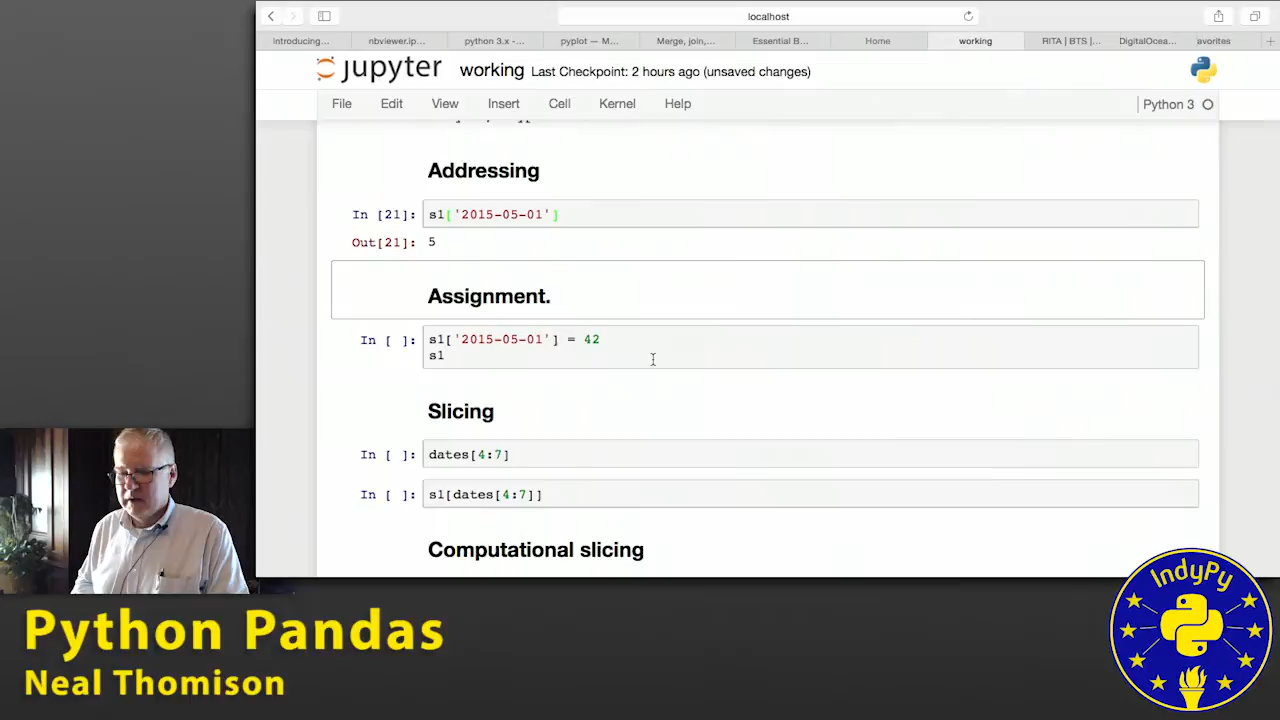 localhost
Introducing...
nbviewer.ip...
python 3.x -...
pyplot — M...
Merge, join,...
Essential B...
Home
working
RITA | BTS |...
DigitalOcea...
avorites
jupyter
working Last Checkpoint: 2 hours ago (unsaved changes)
File Edit View Insert Cell Kernel Help
Python 3
Addressing
In [21]: s1['2015-05-01']
Out[21]: 5
Assignment.
In [ ]: s1['2015-05-01'] = 42
s1
Slicing
In [ ]: dates[4:7]
In [ ]: s1[dates[4:7]]
Computational slicing
IndyPy
Python Pandas
Neal Thomison